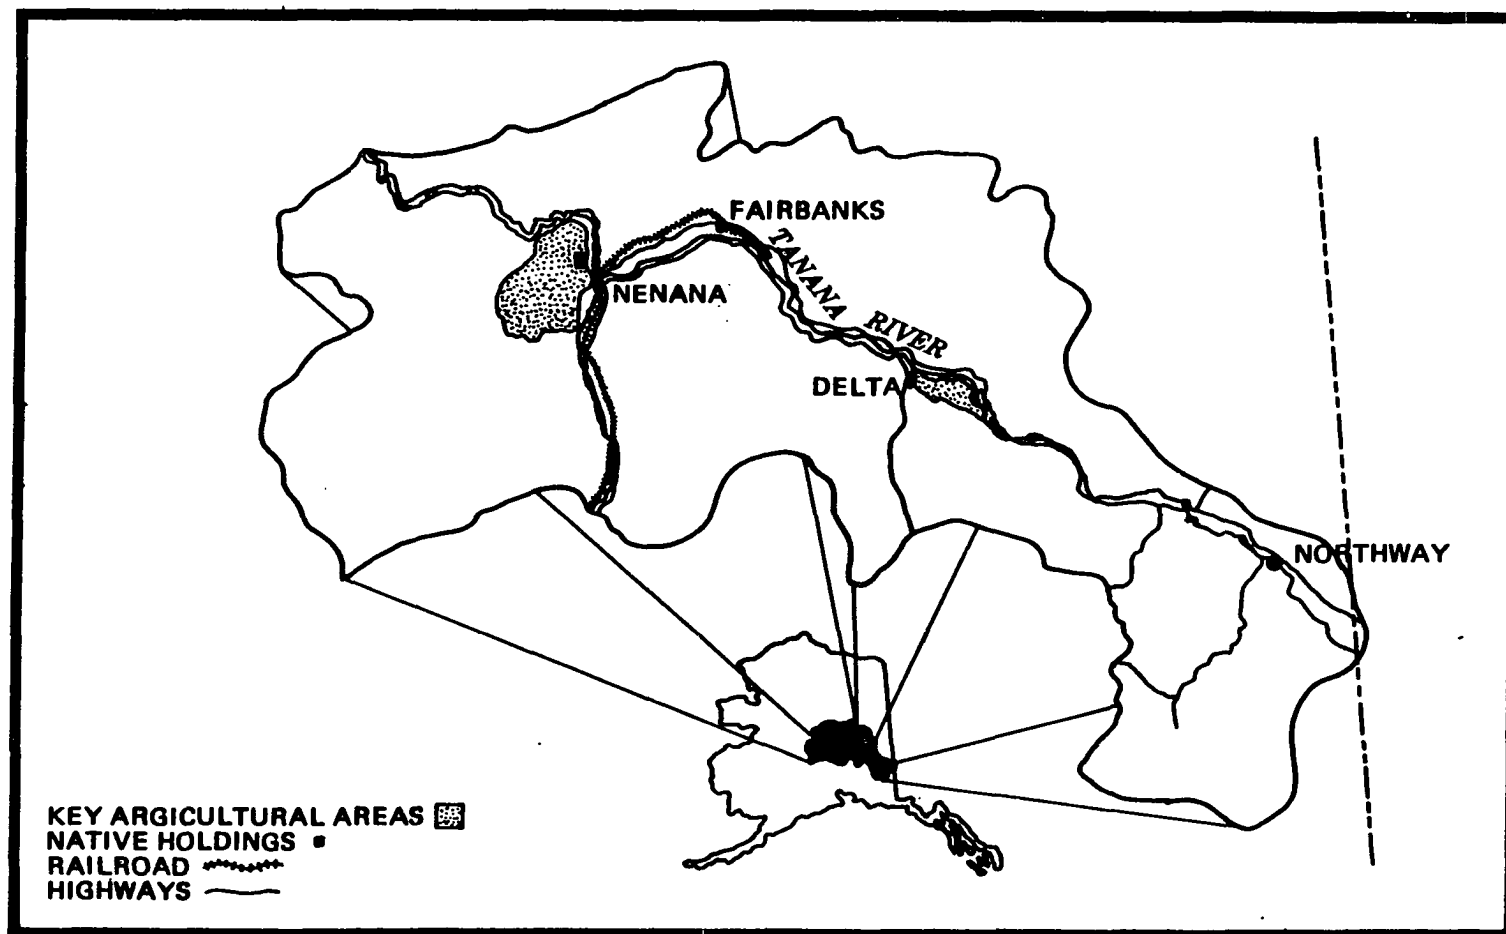 FAIRBANKS
TANANA RIVER
NENANA
DELTA
NORTHWAY
KEY ARGICULTURAL AREAS
NATIVE HOLDINGS
RAILROAD
HIGHWAYS